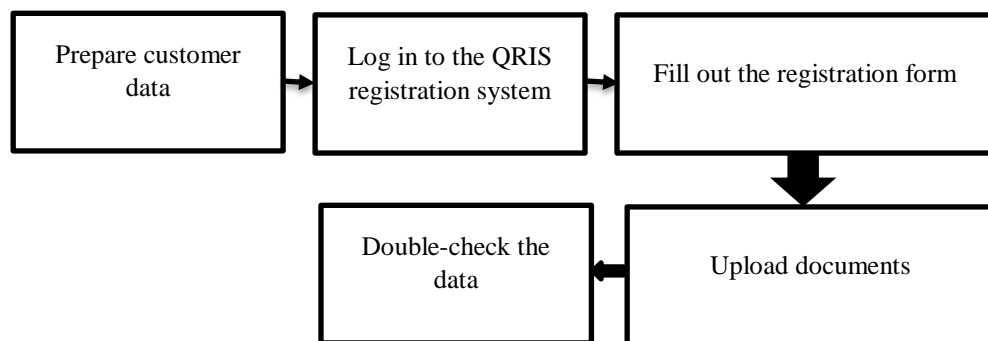 Prepare customer
data
Log in to the QRIS
registration system
Fill out the registration form
Upload documents
Double-check the
data